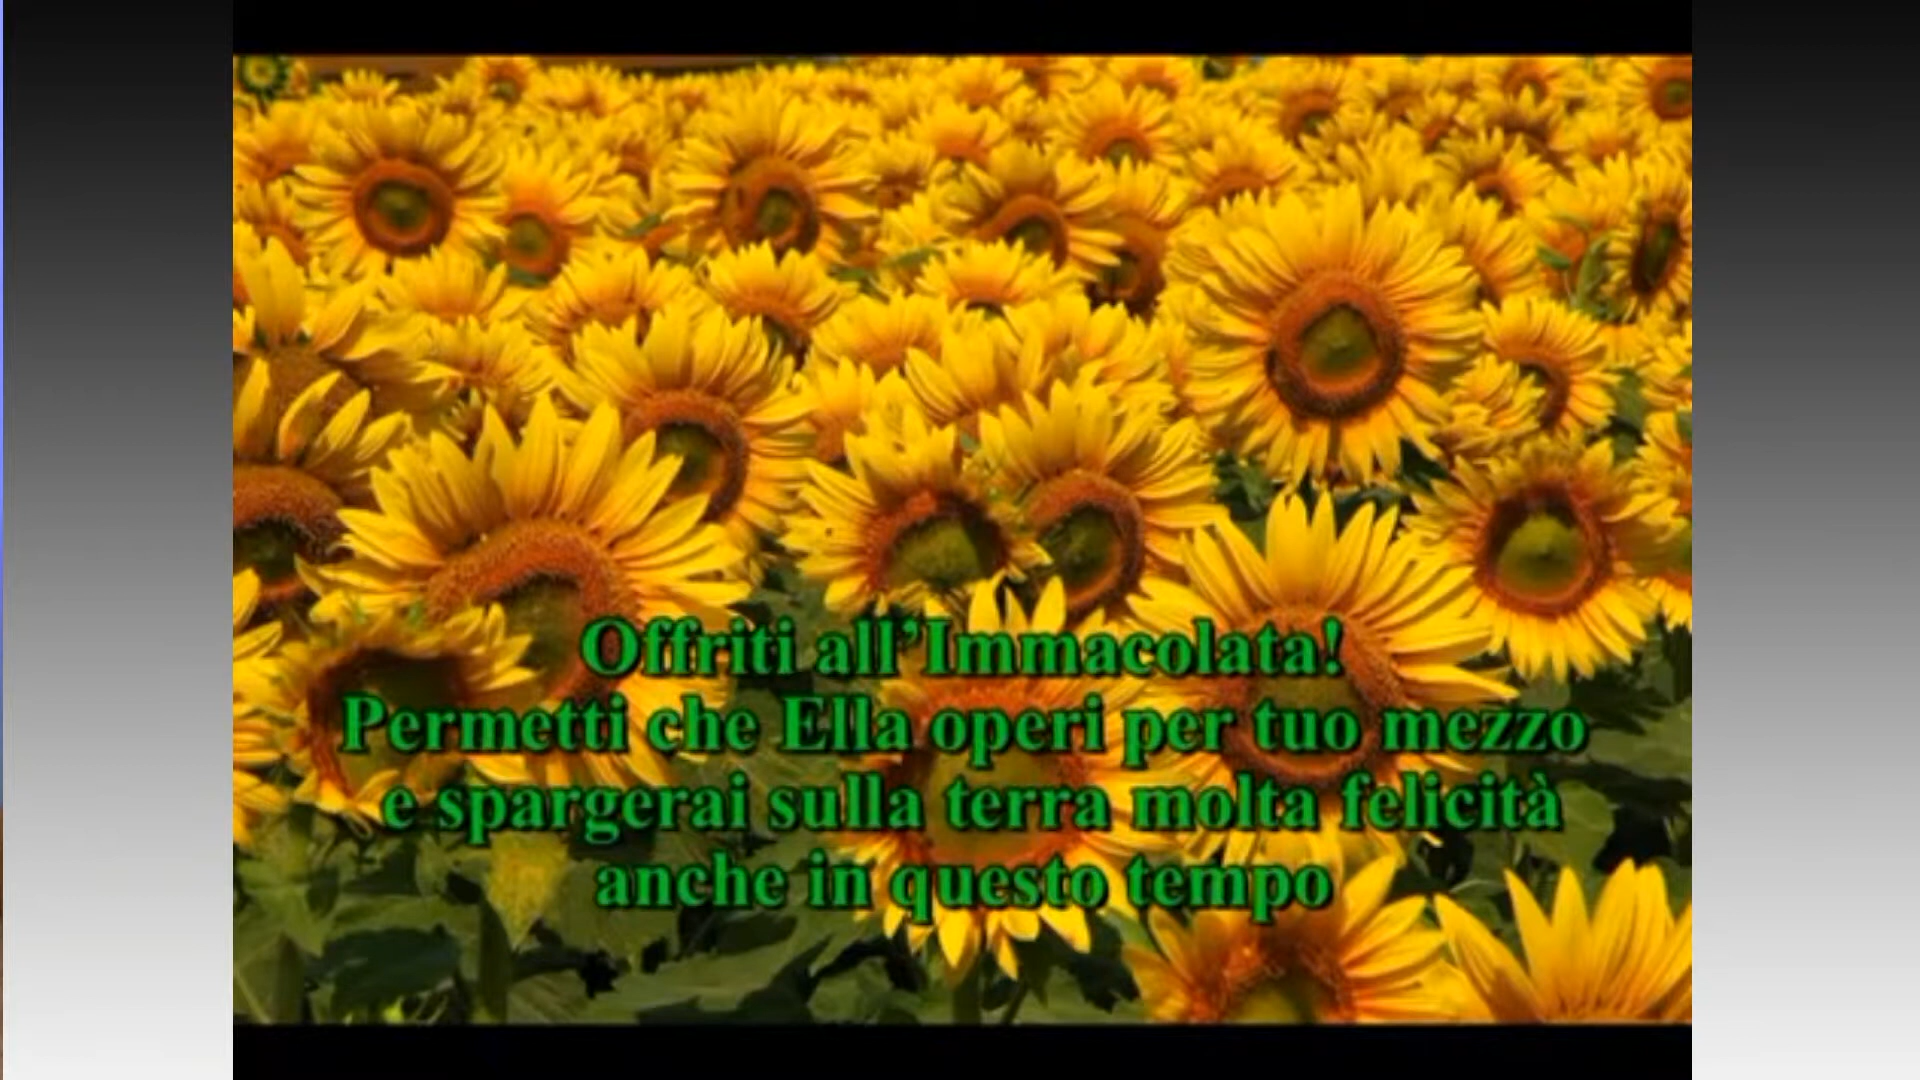 Offriti all’Immacolata!
Permetti che Ella operi per tuo mezzo
e spargerai sulla terra molta felicità
anche in questo tempo